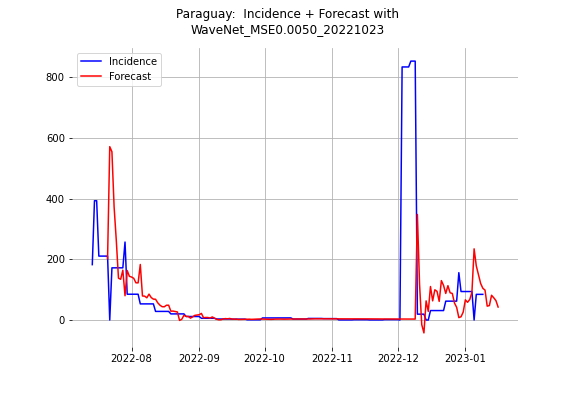 Paraguay:  Incidence + Forecast with
WaveNet_MSE0.0050_20221023
Incidence
Forecast
800
600
400
200
0
2022-08 2022-09 2022-10 2022-11 2022-12 2023-01